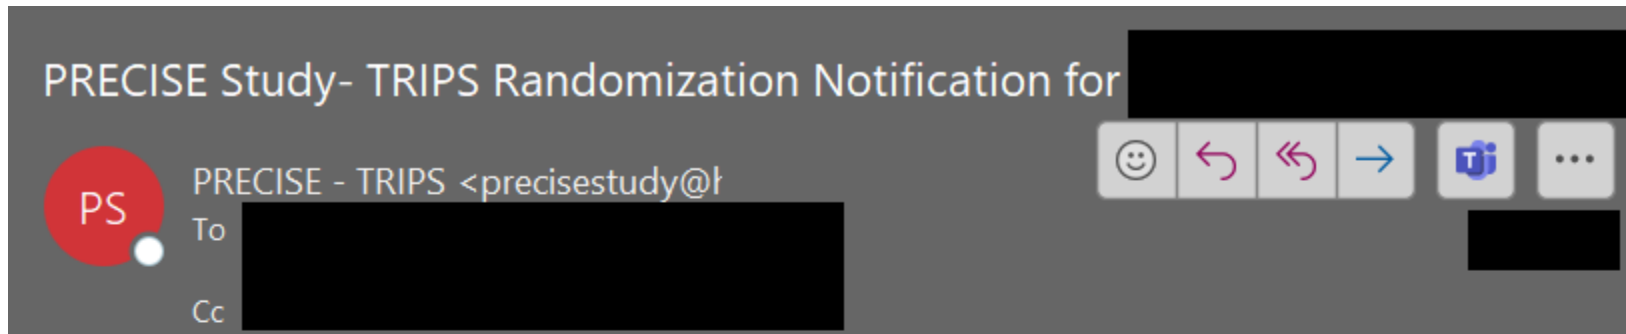 PRECISE Study- TRIPS Randomization Notification for
PS
PRECISE - TRIPS <precisestudy@
To
Cc